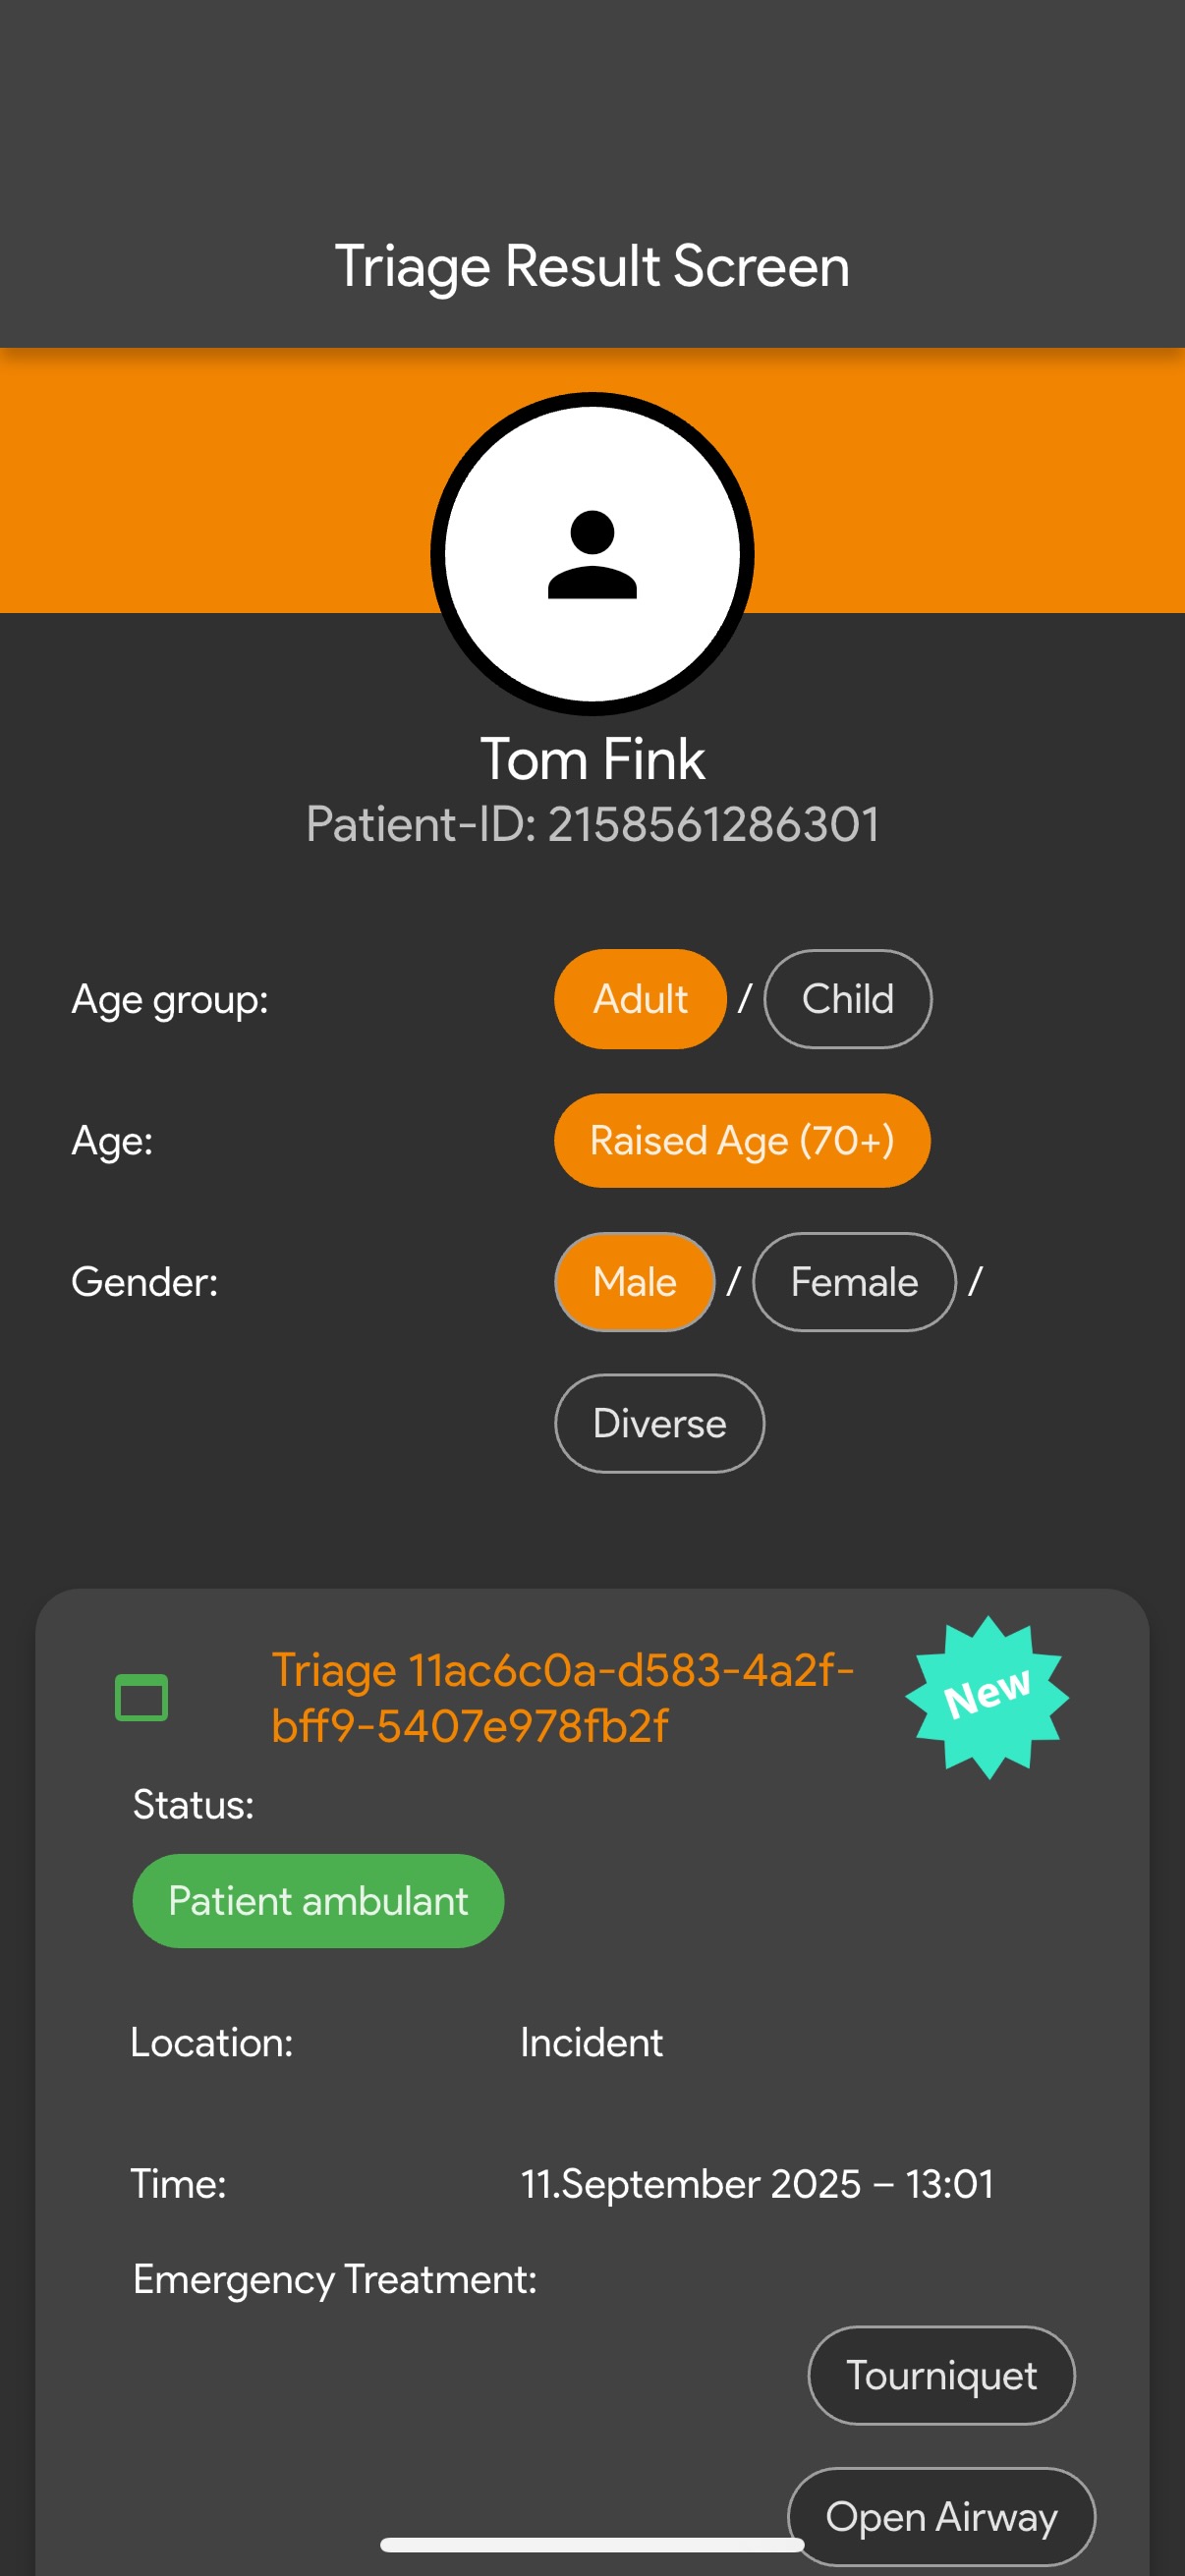 Triage Result Screen
Tom Fink
Patient-ID: 2158561286301
Age group: Adult / Child
Age: Raised Age (70+)
Gender: Male / Female /
Diverse
Triage 11ac6c0a-d583-4a2f-
bff9-5407e978fb2f
New
Status:
Patient ambulant
Location: Incident
Time: 11.September 2025 – 13:01
Emergency Treatment:
Tourniquet
Open Airway